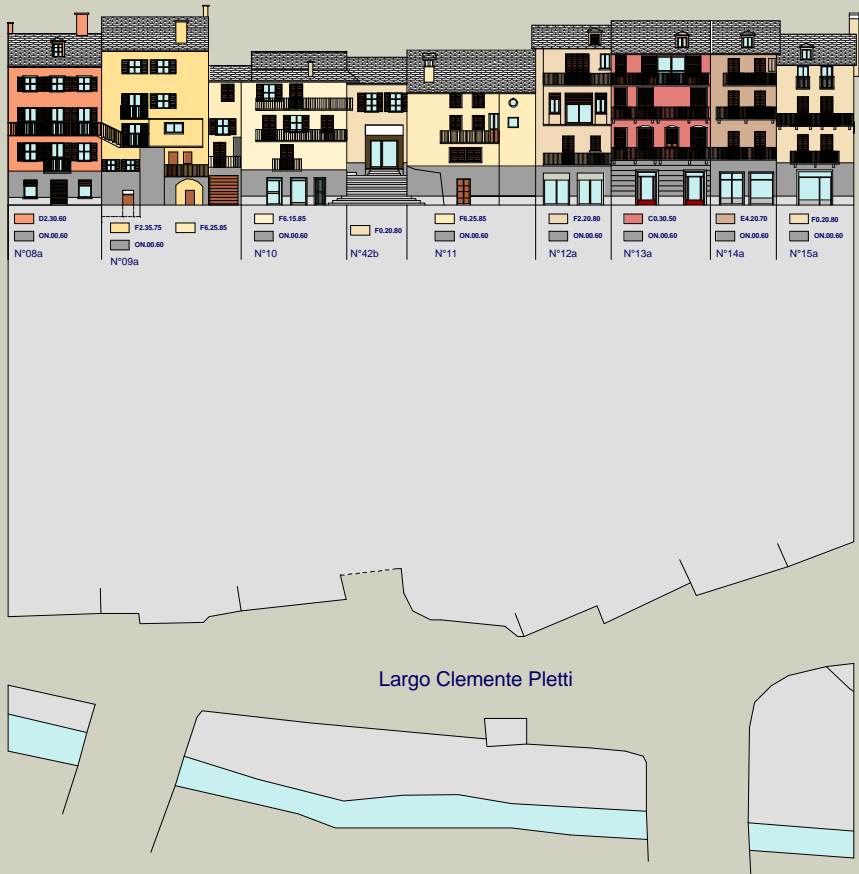 D2.30.60
ON.00.60
N°08a
F2.35.75
F6.25.85
ON.00.60
N°09a
F6.15.85
ON.00.60
N°10
F0.20.80
N°42b
F6.25.85
ON.00.60
N°11
F2.20.80
ON.00.60
N°12a
C0.30.50
ON.00.60
N°13a
E4.20.70
ON.00.60
N°14a
F0.20.80
ON.00.60
N°15a
Largo Clemente Pletti